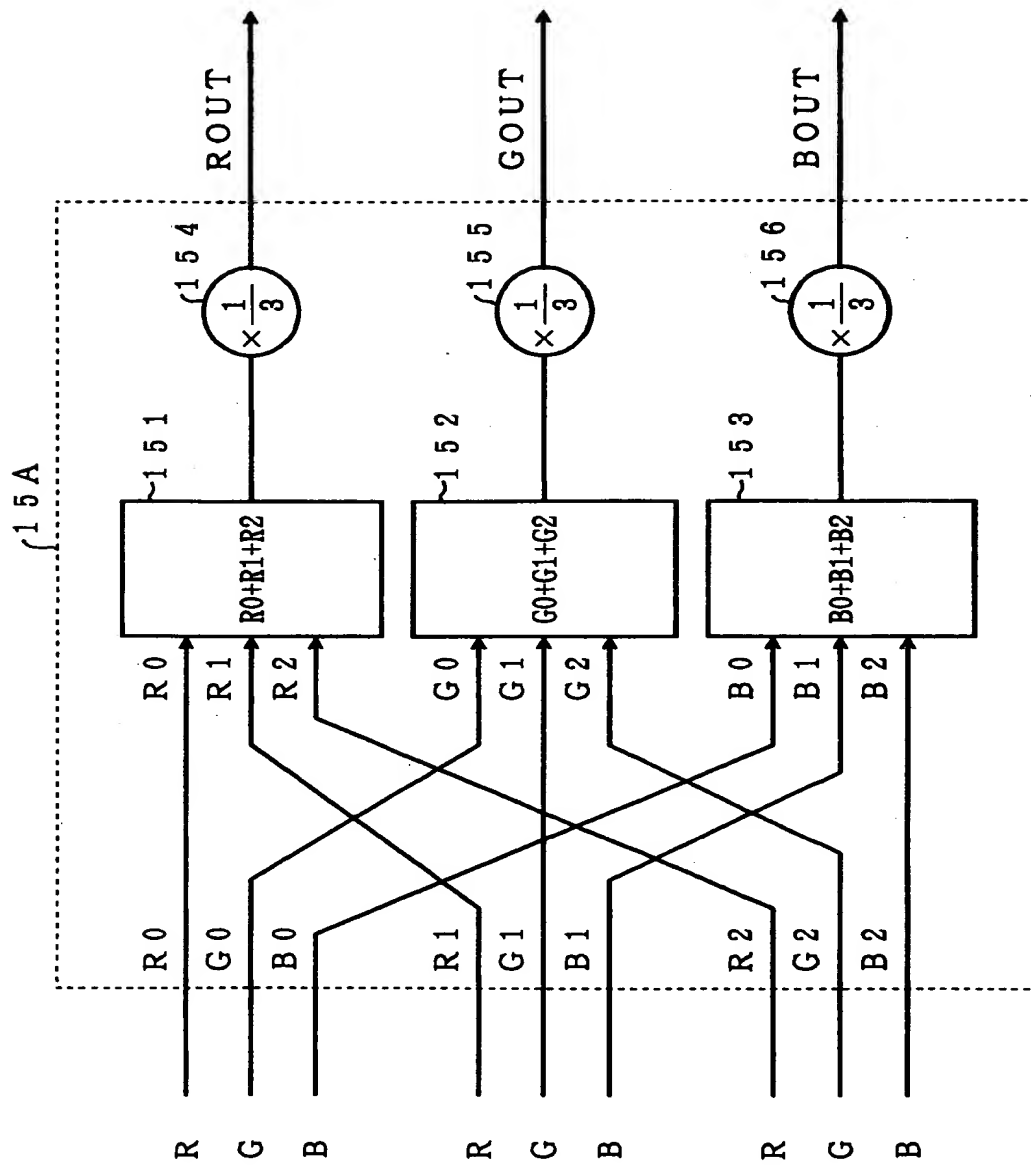 15A
R
R0
R0
G
G0
R1
B
B0
R2
R0+R1+R2
151
×1/3
154
ROUT
R
R1
G0
G
G1
G1
B
B1
G2
G0+G1+G2
152
×1/3
155
GOUT
R
R2
B0
G
G2
B1
B
B2
B2
B0+B1+B2
153
×1/3
156
BOUT